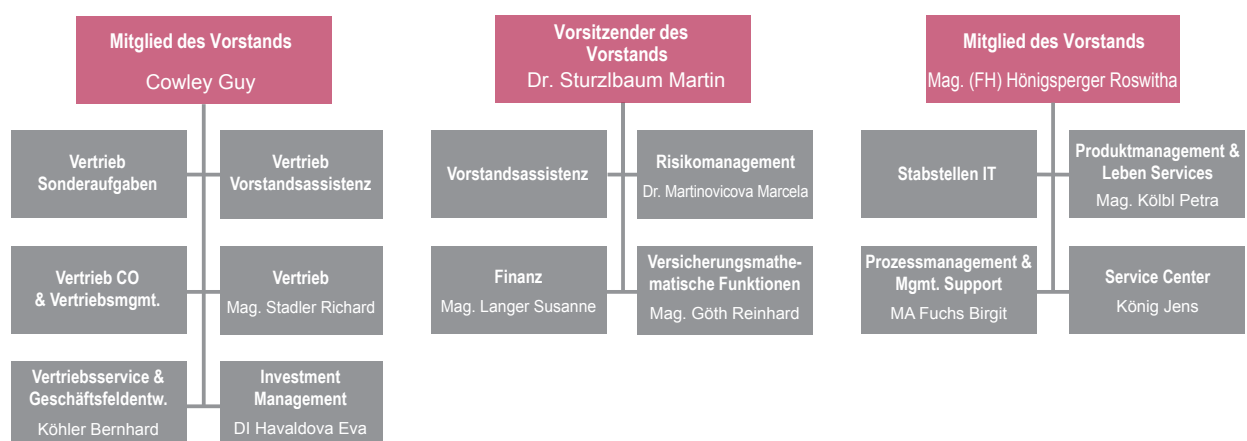 Mitglied des Vorstands
Cowley Guy
Vertrieb
Sonderaufgaben
Vertrieb
Vorstandsassistenz
Vertrieb CO
& Vertriebsmgmt.
Vertrieb
Mag. Stadler Richard
Vertriebsservice &
Geschäftsfeldentw.
Köhler Bernhard
Investment
Management
DI Havaldova Eva
Vorsitzender des
Vorstands
Dr. Sturzlbaum Martin
Vorstandsassistenz
Risikomanagement
Dr. Martinovicova Marcela
Finanz
Mag. Langer Susanne
Versicherungsmathe-
matische Funktionen
Mag. Göth Reinhard
Mitglied des Vorstands
Mag. (FH) Hönigsperger Roswitha
Stabstellen IT
Produktmanagement &
Leben Services
Mag. Kölbl Petra
Prozessmanagement &
Mgmt. Support
MA Fuchs Birgit
Service Center
König Jens